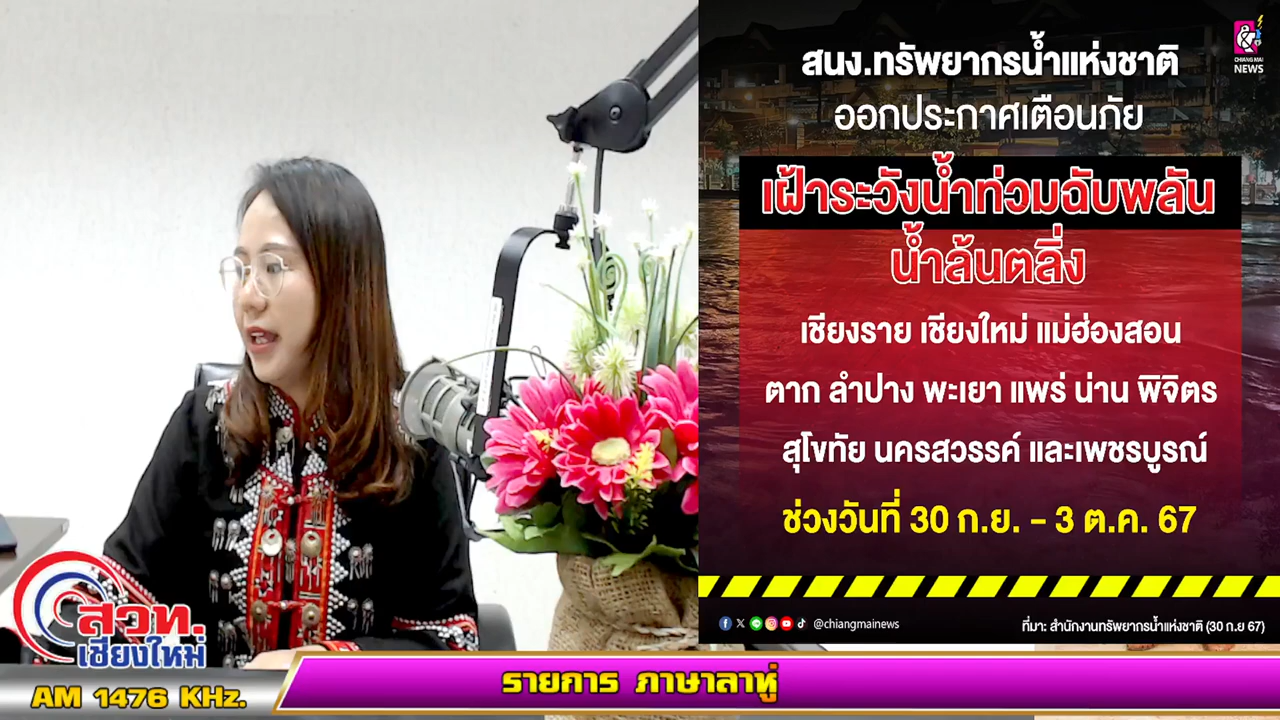 สนง.ทรัพยากรน้ำแห่งชาติ
ออกประกาศเตือนภัย
เฝ้าระวังน้ำท่วมฉับพลัน
น้ำล้นตลิ่ง
เชียงราย เชียงใหม่ แม่ฮ่องสอน
ตาก ลำปาง พะเยา แพร่ น่าน พิจิตร
สุโขทัย นครสวรรค์ และเพชรบูรณ์
ช่วงวันที่ 30 ก.ย. - 3 ต.ค. 67
CHIANG MAI
NEWS
@chiangmainews
ที่มา: สำนักงานทรัพยากรน้ำแห่งชาติ (30 ก.ย 67)
สวท.
เชียงใหม่
AM 1476 KHz.
รายการ ภาษาลาหู่